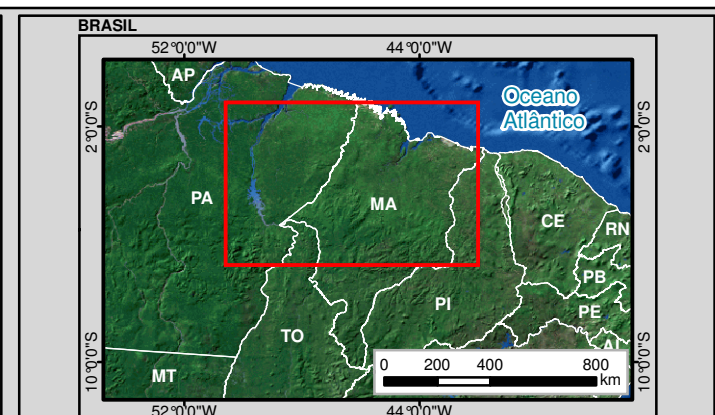 BRASIL
52°0'0"W 44°0'0"W
AP
Oceano
Atlântico
2°0'0"S 2°0'0"S
PA
MA
CE
RN
PB
PE
PI
TO
AL
MT
10°0'0"S 10°0'0"S
0 200 400 800
km
52°0'0"W 44°0'0"W